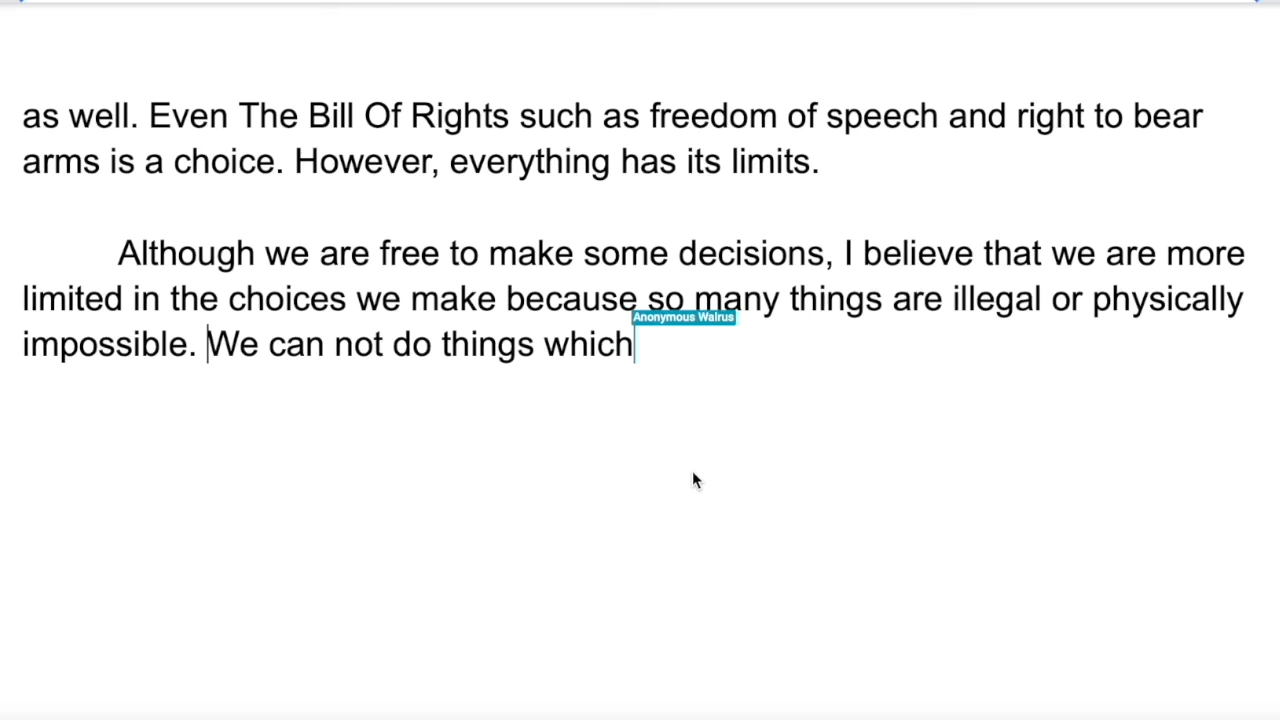 as well. Even The Bill Of Rights such as freedom of speech and right to bear
arms is a choice. However, everything has its limits.
Although we are free to make some decisions, I believe that we are more
limited in the choices we make because so many things are illegal or physically
Anonymous Walrus
impossible. We can not do things which